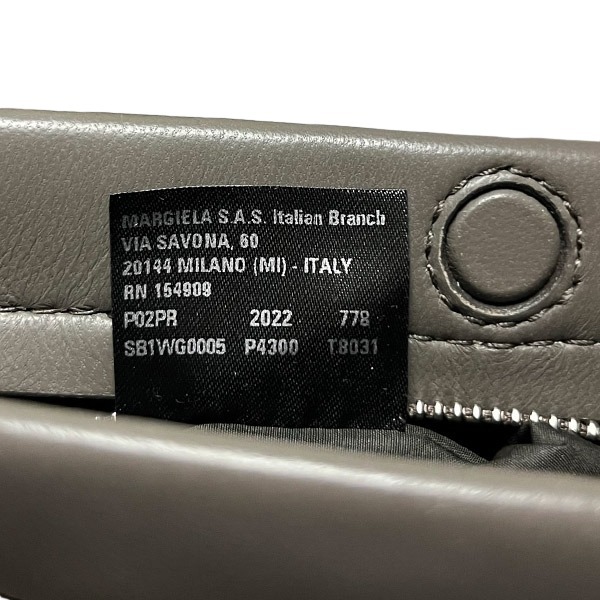 MARGIELA S.A.S. Italian Branch
VIA SAVONA, 60
20144 MILANO (MI) - ITALY
RN 154909
P02PR 2022 778
SB1WG0005 P4300 T8031